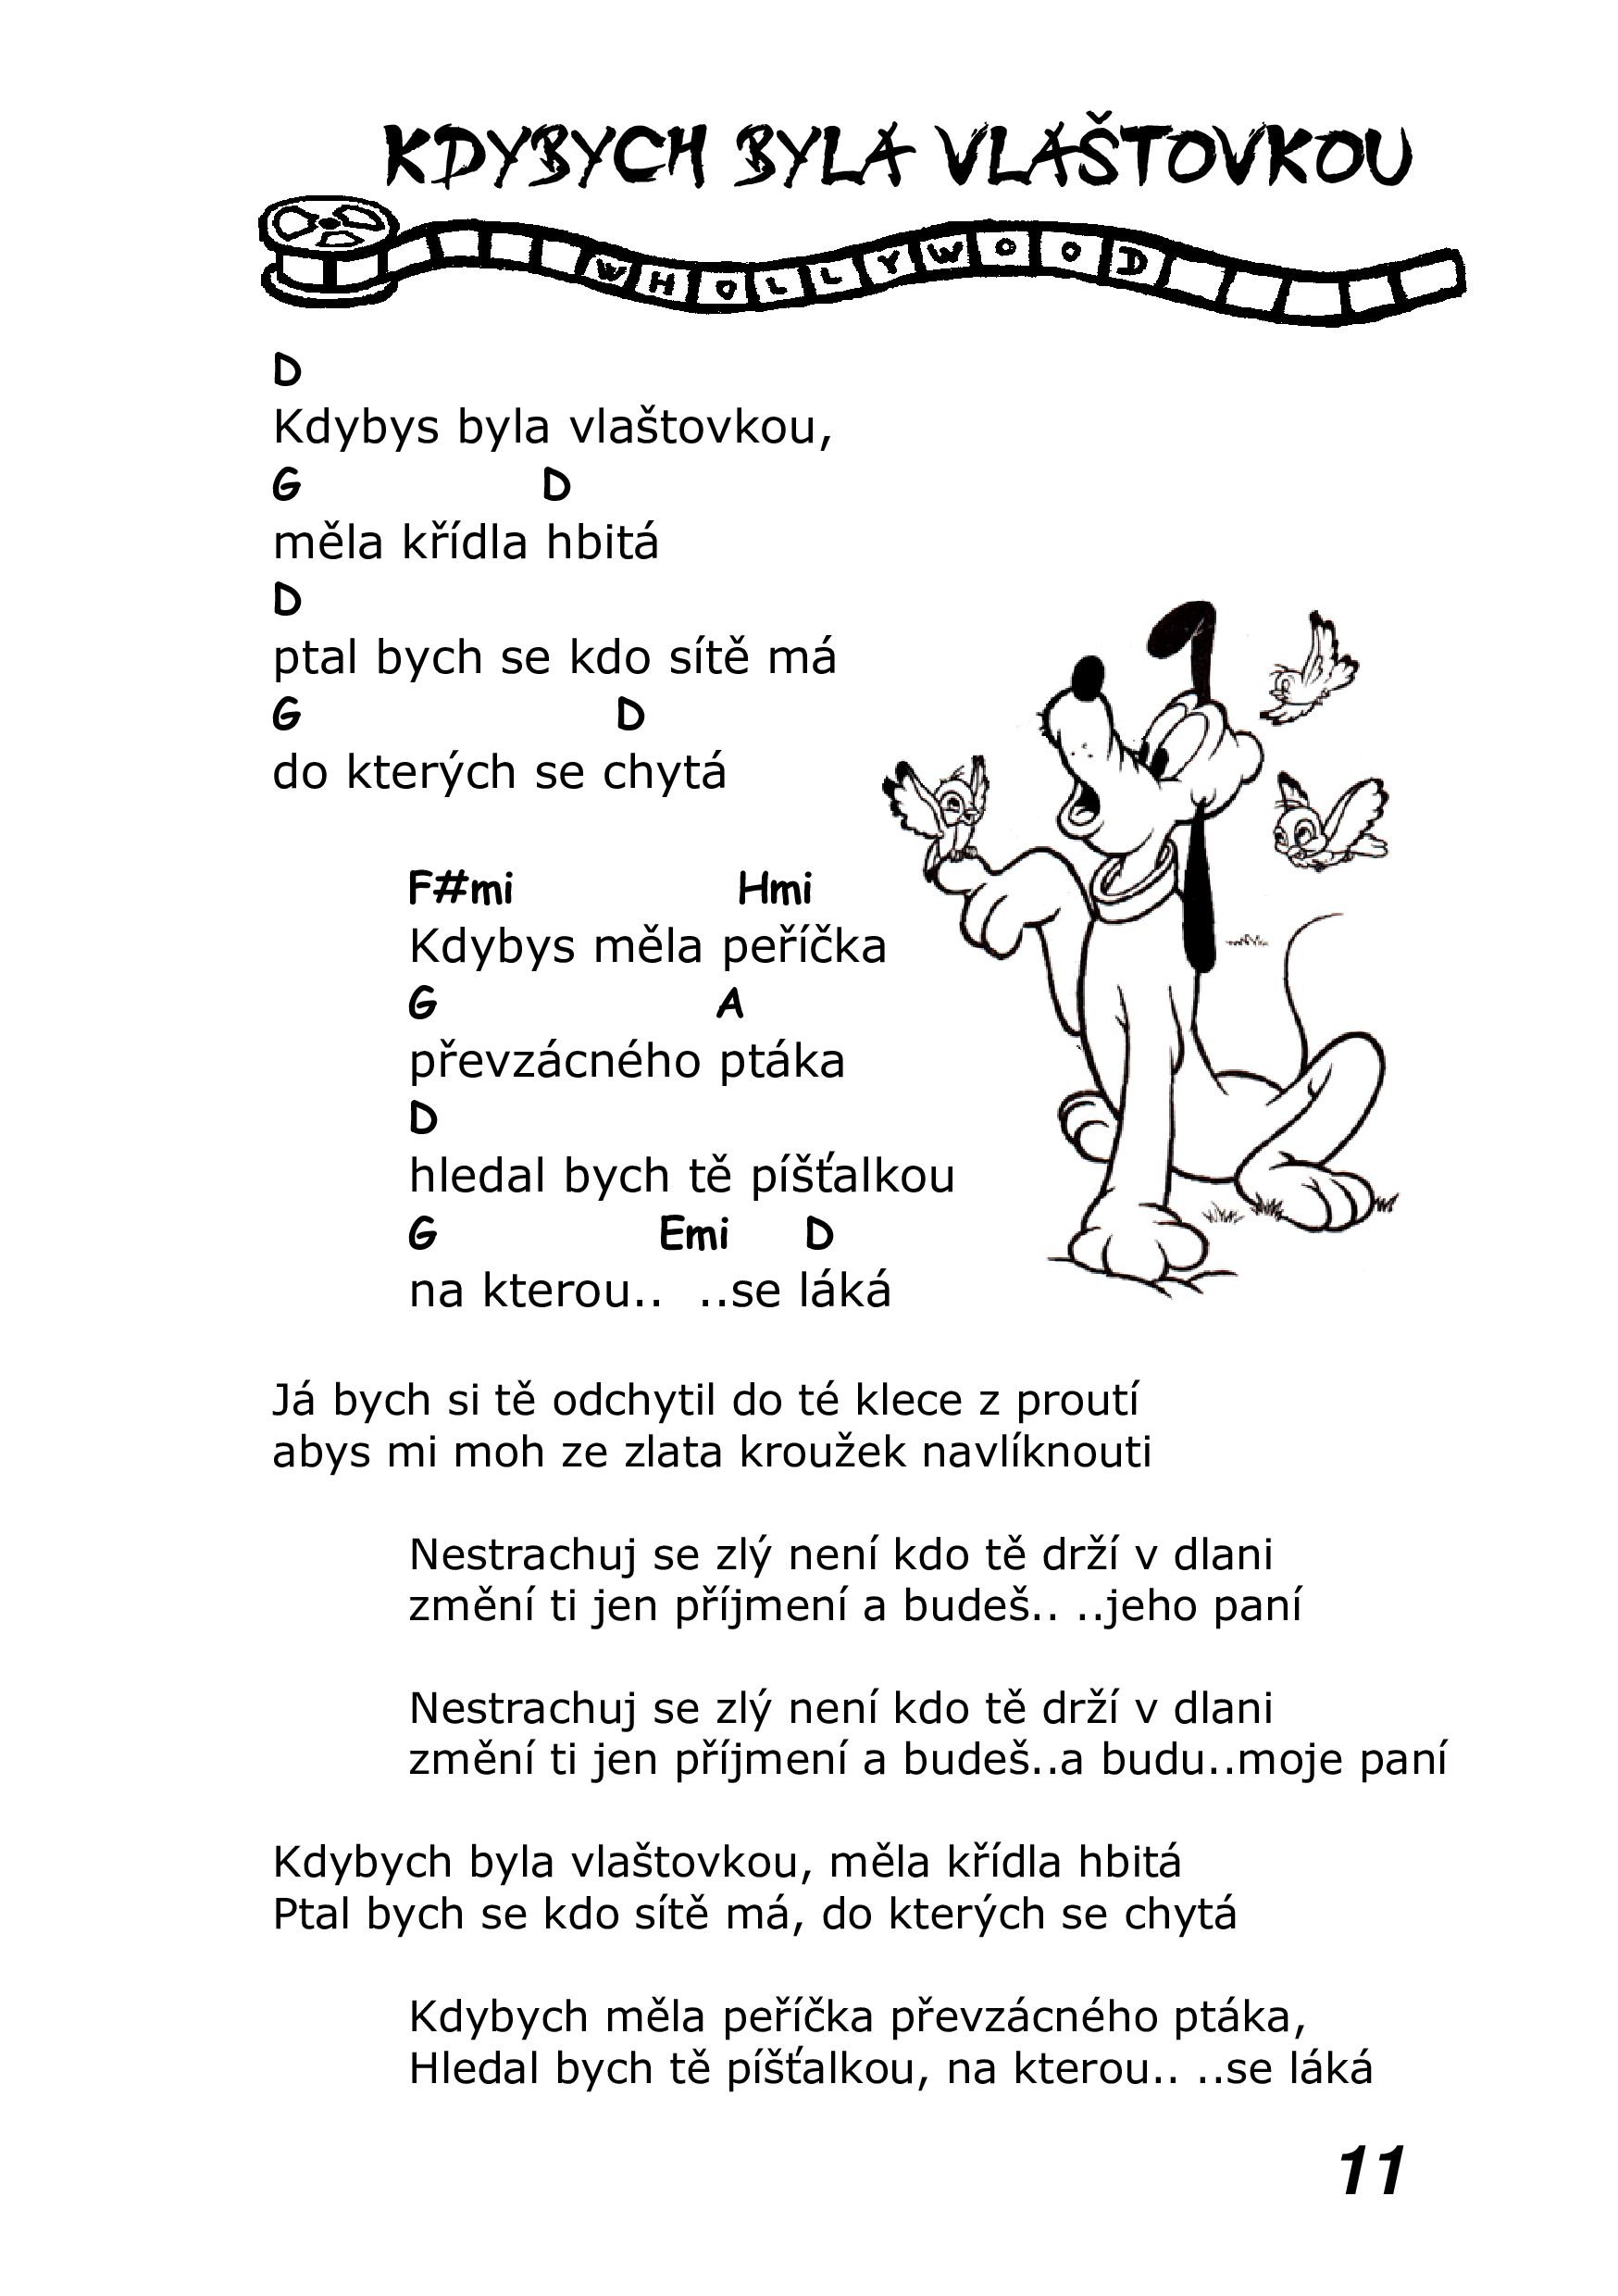 KDYBYCH BYLA VLAŠTOVKOU
WHOLLYWOOD
D
Kdybys byla vlaštovkou,
G D
měla křídla hbitá
D
ptal bych se kdo sítě má
G D
do kterých se chytá
F#mi Hmi
Kdybys měla peříčka
G A
převzácného ptáka
D
hledal bych tě píšťalkou
G Emi D
na kterou.. ..se láká
Já bych si tě odchytil do té klece z proutí
abys mi moh ze zlata kroužek navlíknouti
Nestrachuj se zlý není kdo tě drží v dlani
změní ti jen příjmení a budeš.. ..jeho paní
Nestrachuj se zlý není kdo tě drží v dlani
změní ti jen příjmení a budeš..a budu..moje paní
Kdybych byla vlaštovkou, měla křídla hbitá
Ptal bych se kdo sítě má, do kterých se chytá
Kdybych měla peříčka převzácného ptáka,
Hledal bych tě píšťalkou, na kterou.. ..se láká
11